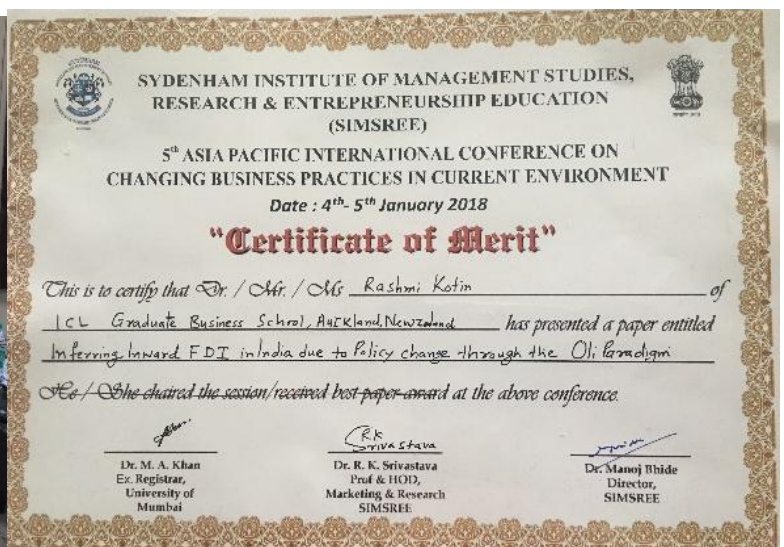 SYDENHAM INSTITUTE OF MANAGEMENT STUDIES,
RESEARCH & ENTREPRENEURSHIP EDUCATION
(SIMSREE)
5th ASIA PACIFIC INTERNATIONAL CONFERENCE ON
CHANGING BUSINESS PRACTICES IN CURRENT ENVIRONMENT
Date : 4th- 5th January 2018
"Certificate of Merit"
This is to certify that Dr. / Mr. / Ms Rashmi Kotin of
ICL Graduate Business School, Auckland, Newzealand has presented a paper entitled
Inferring Inward FDI in India due to Policy change through the Oli Paradigm
He / She chaired the session/received best paper award at the above conference.
RK
Srivastava
Dr. M. A. Khan
Ex. Registrar,
University of
Mumbai
Dr. R. K. Srivastava
Prof & HOD,
Marketing & Research
SIMSREE
Dr. Manoj Bhide
Director,
SIMSREE